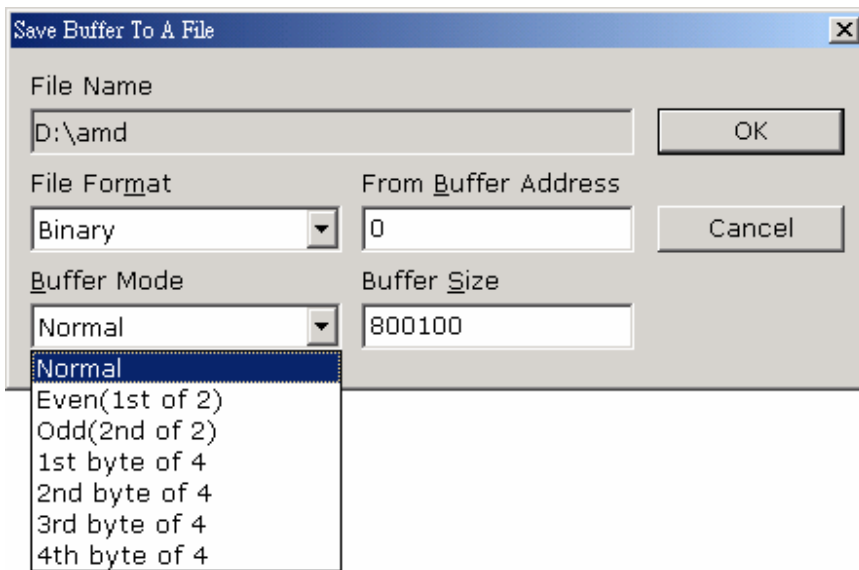 Save Buffer To A File
File Name
D:\amd
OK
File Format
From Buffer Address
Binary
0
Cancel
Buffer Mode
Buffer Size
Normal
800100
Normal
Even(1st of 2)
Odd(2nd of 2)
1st byte of 4
2nd byte of 4
3rd byte of 4
4th byte of 4